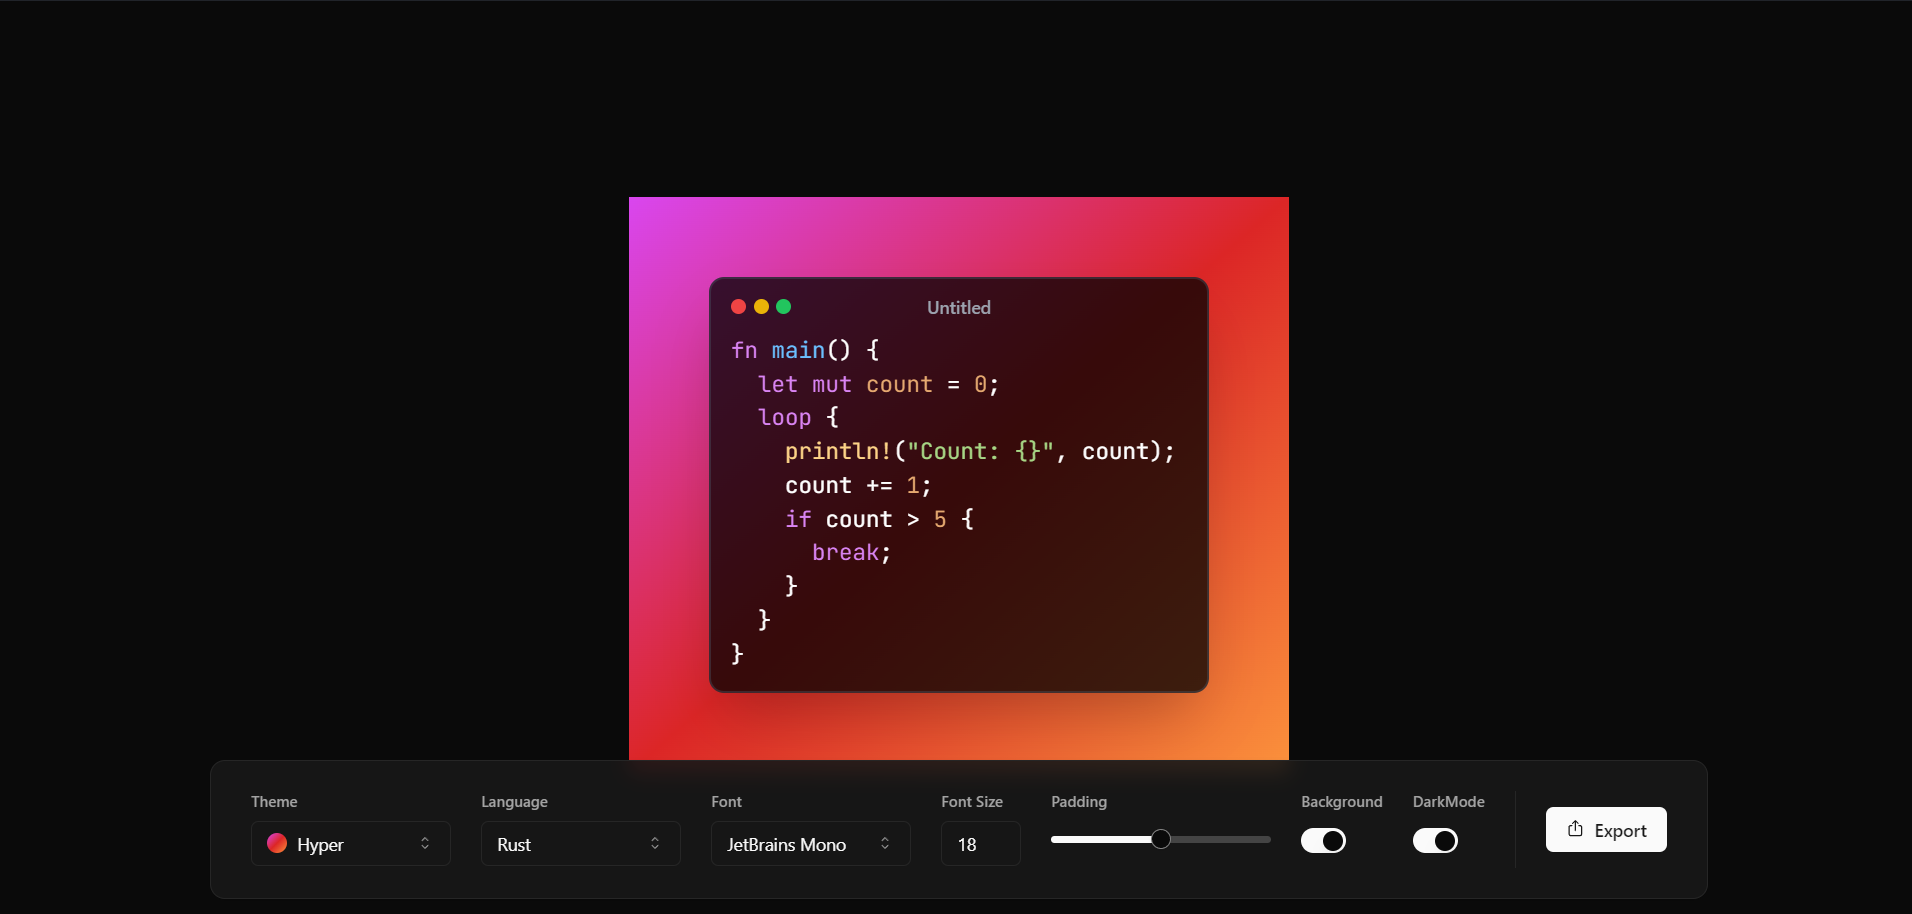 Untitled
fn main() {
  let mut count = 0;
  loop {
    println!("Count: {}", count);
    count += 1;
    if count > 5 {
      break;
    }
  }
}
Theme Language Font Font Size Padding Background DarkMode
Hyper Rust JetBrains Mono 18 Export